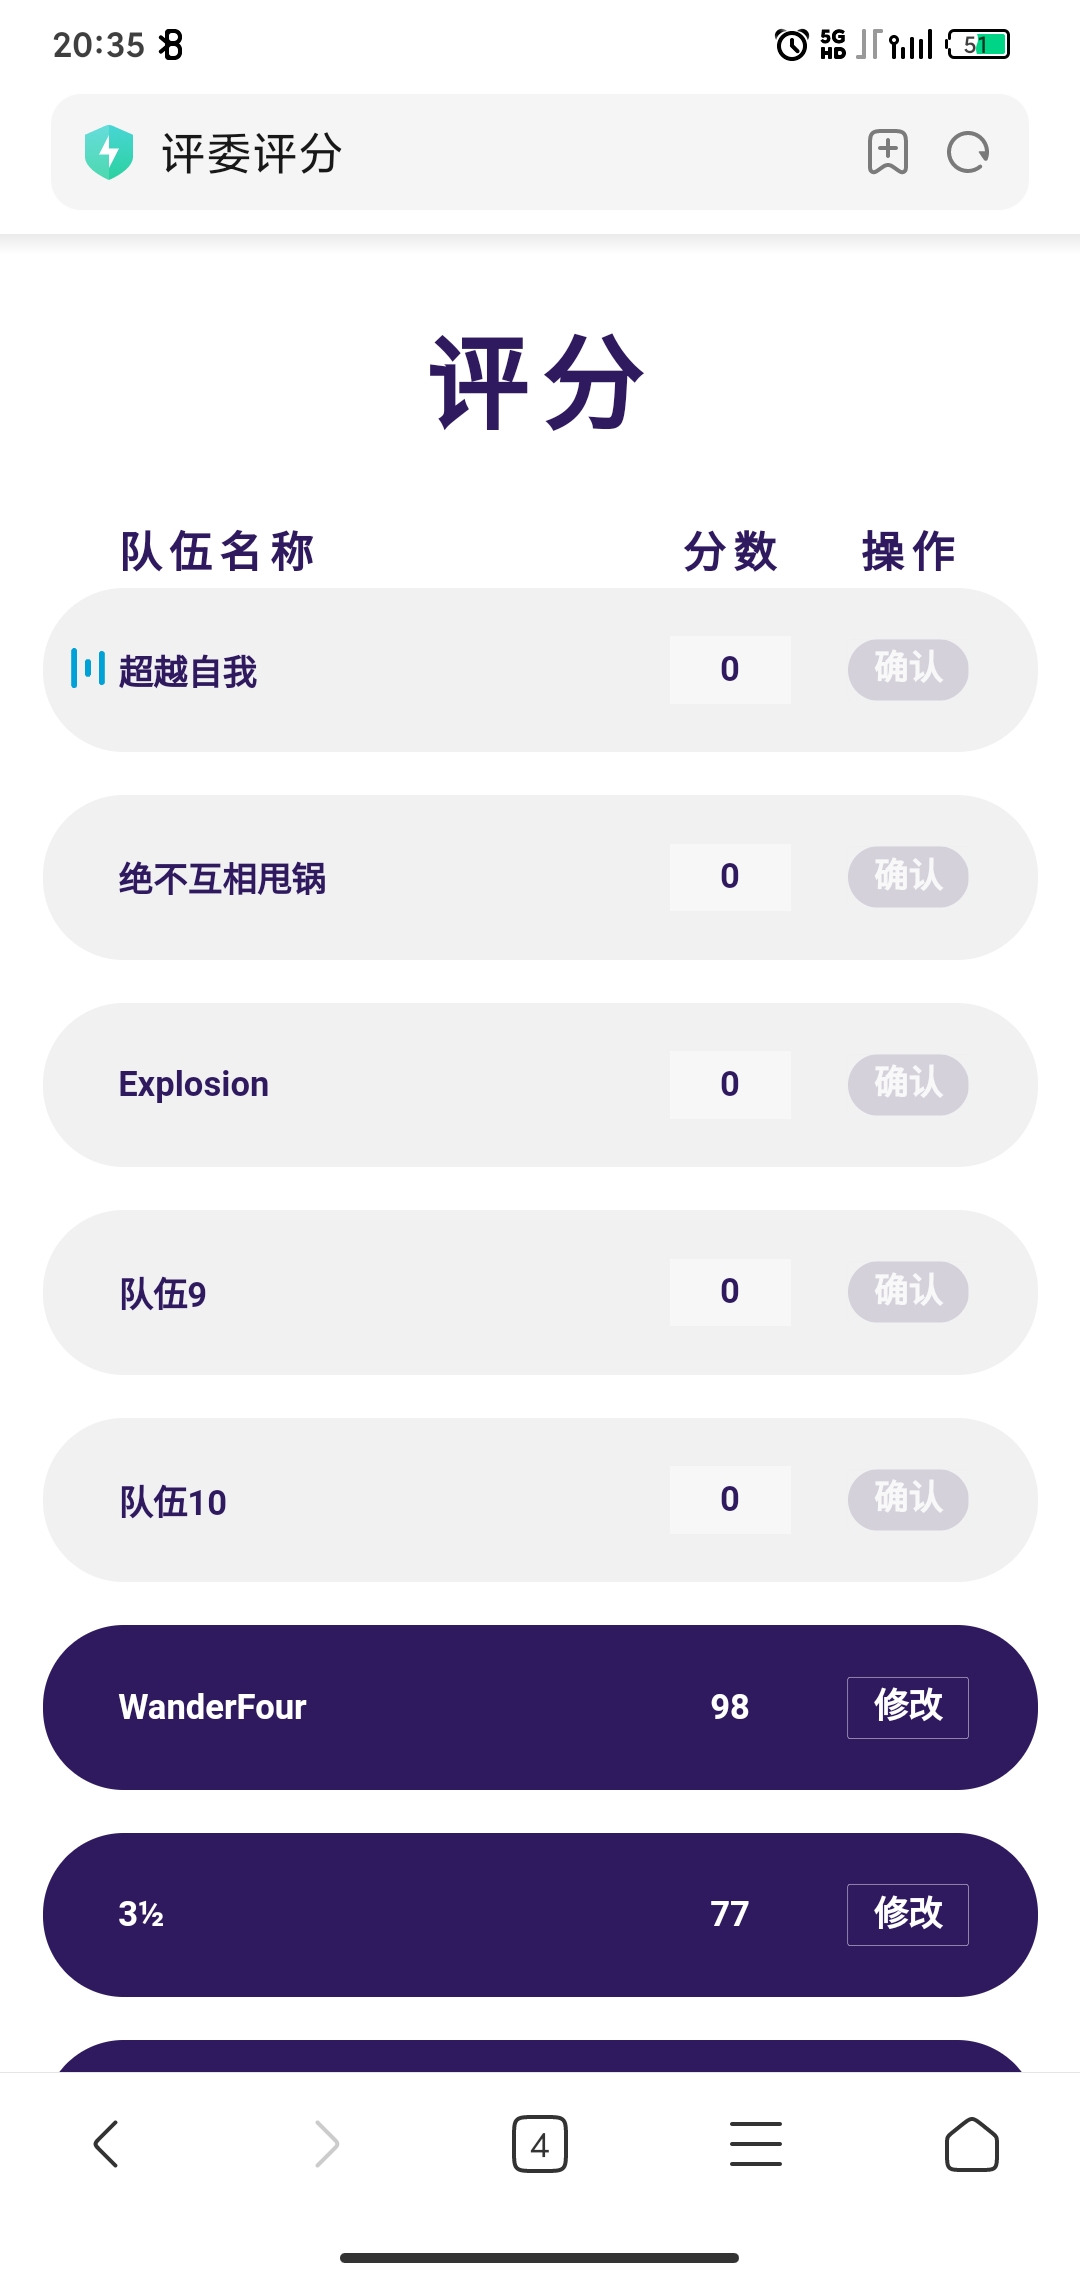 20:35 5G HD 51
评委评分
评分
队伍名称 分数 操作
超越自我 0 确认
绝不互相甩锅 0 确认
Explosion 0 确认
队伍9 0 确认
队伍10 0 确认
WanderFour 98 修改
3½ 77 修改
4